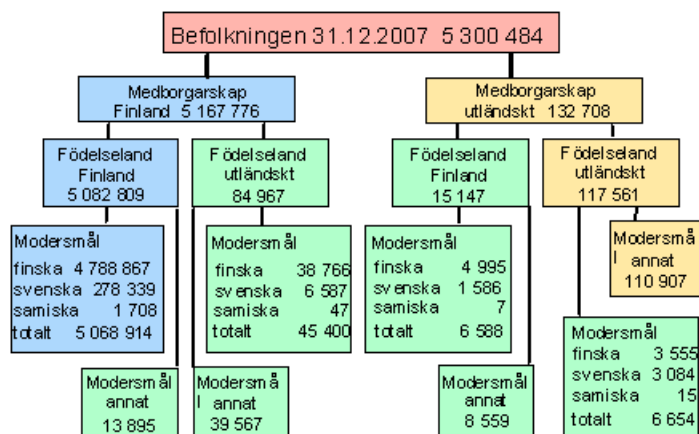 Befolkningen 31.12.2007 5 300 484
Medborgarskap
Finland 5 167 776
Medborgarskap
utländskt 132 708
Födelseland
Finland
5 082 809
Födelseland
utländskt
84 967
Födelseland
Finland
15 147
Födelseland
utländskt
117 561
Modersmål
finska 4 788 867
svenska 278 339
samiska 1 708
totalt 5 068 914
Modersmål
finska 38 766
svenska 6 587
samiska 47
totalt 45 400
Modersmål
finska 4 995
svenska 1 586
samiska 7
totalt 6 588
Modersmå
l annat
110 907
Modersmål
annat
13 895
Modersmå
l annat
39 567
Modersmål
annat
8 559
Modersmål
finska 3 555
svenska 3 084
samiska 15
totalt 6 654